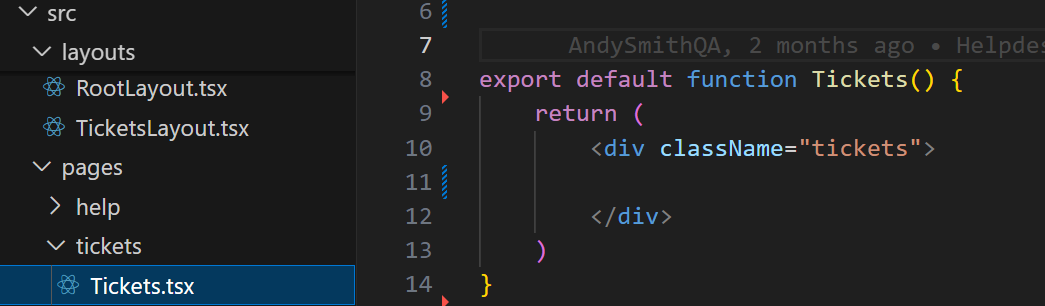 src
layouts
RootLayout.tsx
TicketsLayout.tsx
pages
help
tickets
Tickets.tsx
6
7 AndySmithQA, 2 months ago • Helpdes
8 export default function Tickets() {
9 return (
10 <div className="tickets">
11
12 </div>
13 )
14 }